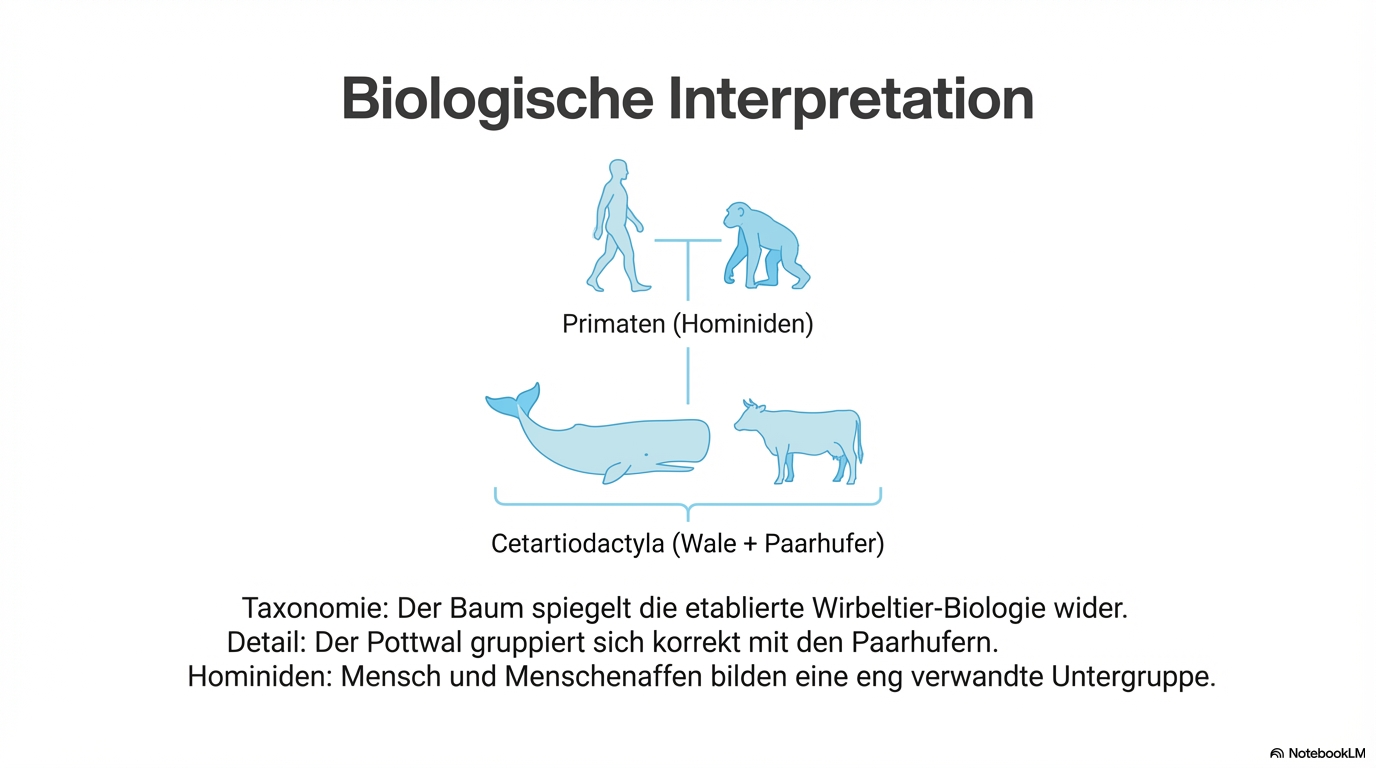 Biologische Interpretation
Primaten (Hominiden)
Cetartiodactyla (Wale + Paarhufer)
Taxonomie: Der Baum spiegelt die etablierte Wirbeltier-Biologie wider.
Detail: Der Pottwal gruppiert sich korrekt mit den Paarhufern.
Hominiden: Mensch und Menschenaffen bilden eine eng verwandte Untergruppe.
NotebookLM